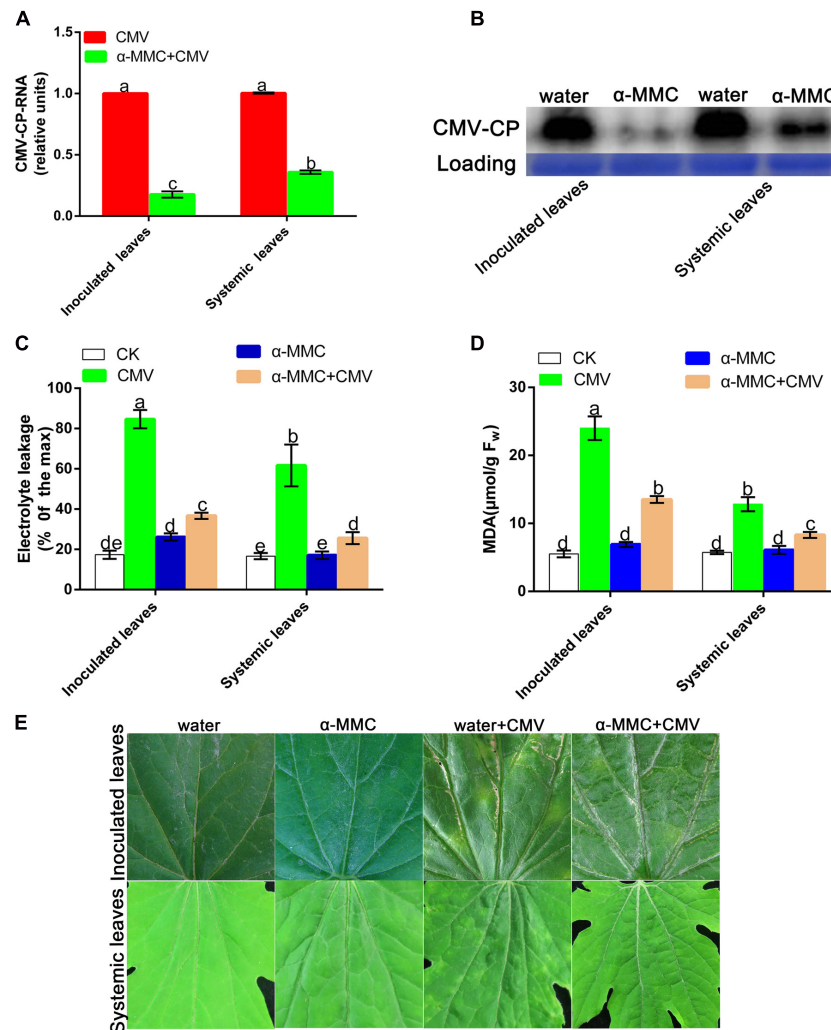 A
CMV
α-MMC+CMV
CMV-CP-RNA
(relative units)
1.5
1.0
0.5
0.0
a
c
a
b
Inoculated leaves
Systemic leaves
B
water α-MMC water α-MMC
CMV-CP
Loading
Inoculated leaves
Systemic leaves
C
CK
CMV
α-MMC
α-MMC+CMV
Electrolyte leakage
(% 0f the max)
100
80
60
40
20
0
de
a
d
c
e
b
e
d
Inoculated leaves
Systemic leaves
D
CK
CMV
α-MMC
α-MMC+CMV
MDA(μmol/g Fw)
30
20
10
0
d
a
d
b
d
b
d
c
Inoculated leaves
Systemic leaves
E
water α-MMC water+CMV α-MMC+CMV
Inoculated leaves
Systemic leaves